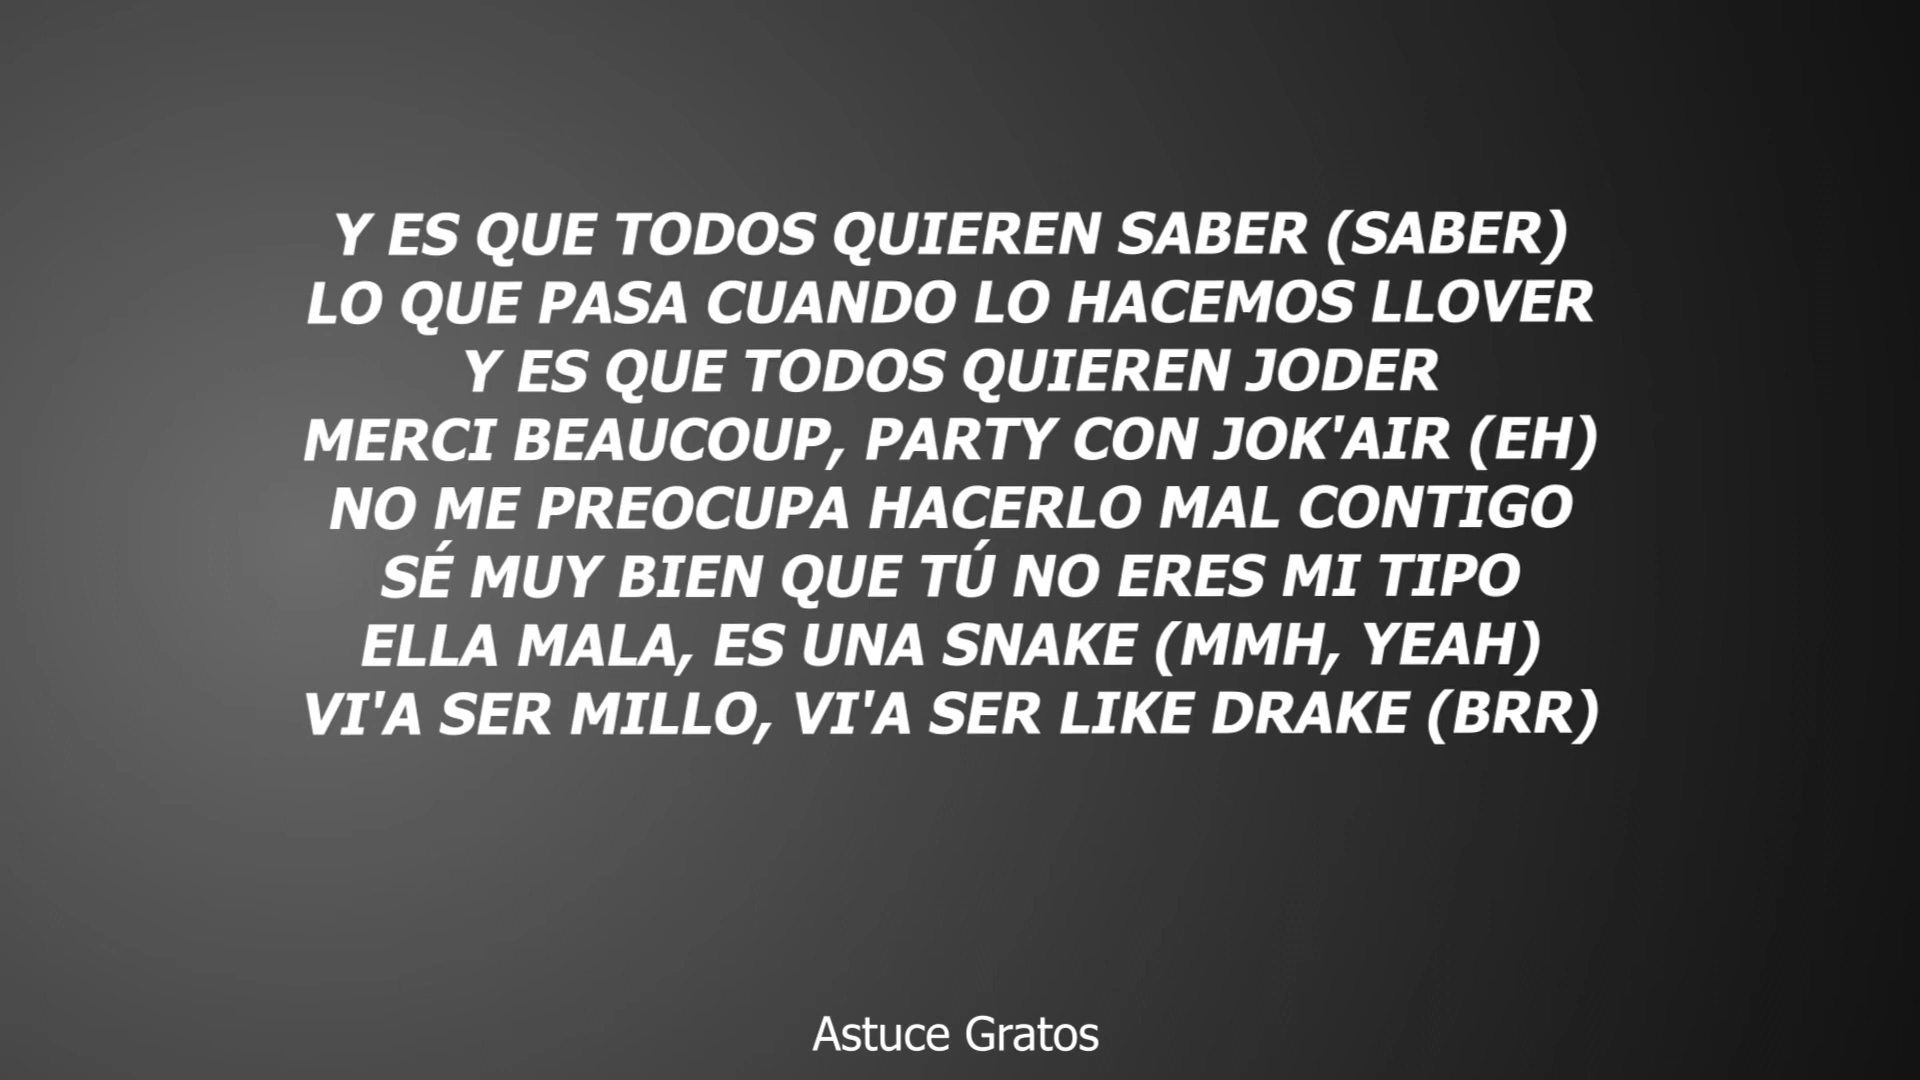 Y ES QUE TODOS QUIEREN SABER (SABER)
LO QUE PASA CUANDO LO HACEMOS LLOVER
Y ES QUE TODOS QUIEREN JODER
MERCI BEAUCOUP, PARTY CON JOK'AIR (EH)
NO ME PREOCUPA HACERLO MAL CONTIGO
SÉ MUY BIEN QUE TÚ NO ERES MI TIPO
ELLA MALA, ES UNA SNAKE (MMH, YEAH)
VI'A SER MILLO, VI'A SER LIKE DRAKE (BRR)
Astuce Gratos